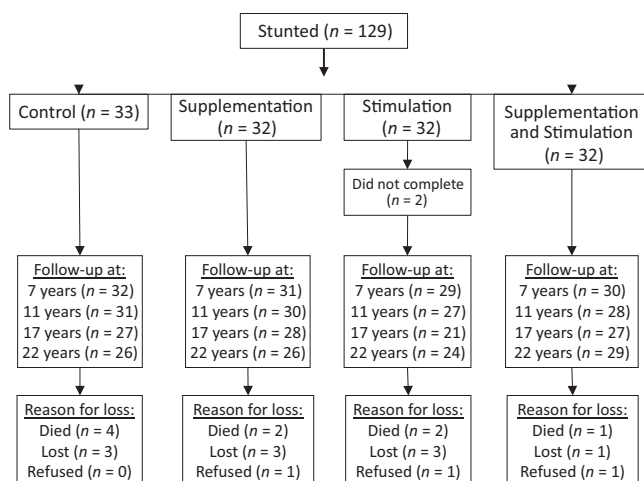 Stunted (n = 129)
Control (n = 33)
Supplementation
(n = 32)
Stimulation
(n = 32)
Supplementation
and Stimulation
(n = 32)
Did not complete
(n = 2)
Follow-up at:
7 years (n = 32)
11 years (n = 31)
17 years (n = 27)
22 years (n = 26)
Follow-up at:
7 years (n = 31)
11 years (n = 30)
17 years (n = 28)
22 years (n = 26)
Follow-up at:
7 years (n = 29)
11 years (n = 27)
17 years (n = 21)
22 years (n = 24)
Follow-up at:
7 years (n = 30)
11 years (n = 28)
17 years (n = 27)
22 years (n = 29)
Reason for loss:
Died (n = 4)
Lost (n = 3)
Refused (n = 0)
Reason for loss:
Died (n = 2)
Lost (n = 3)
Refused (n = 1)
Reason for loss:
Died (n = 2)
Lost (n = 3)
Refused (n = 1)
Reason for loss:
Died (n = 1)
Lost (n = 1)
Refused (n = 1)